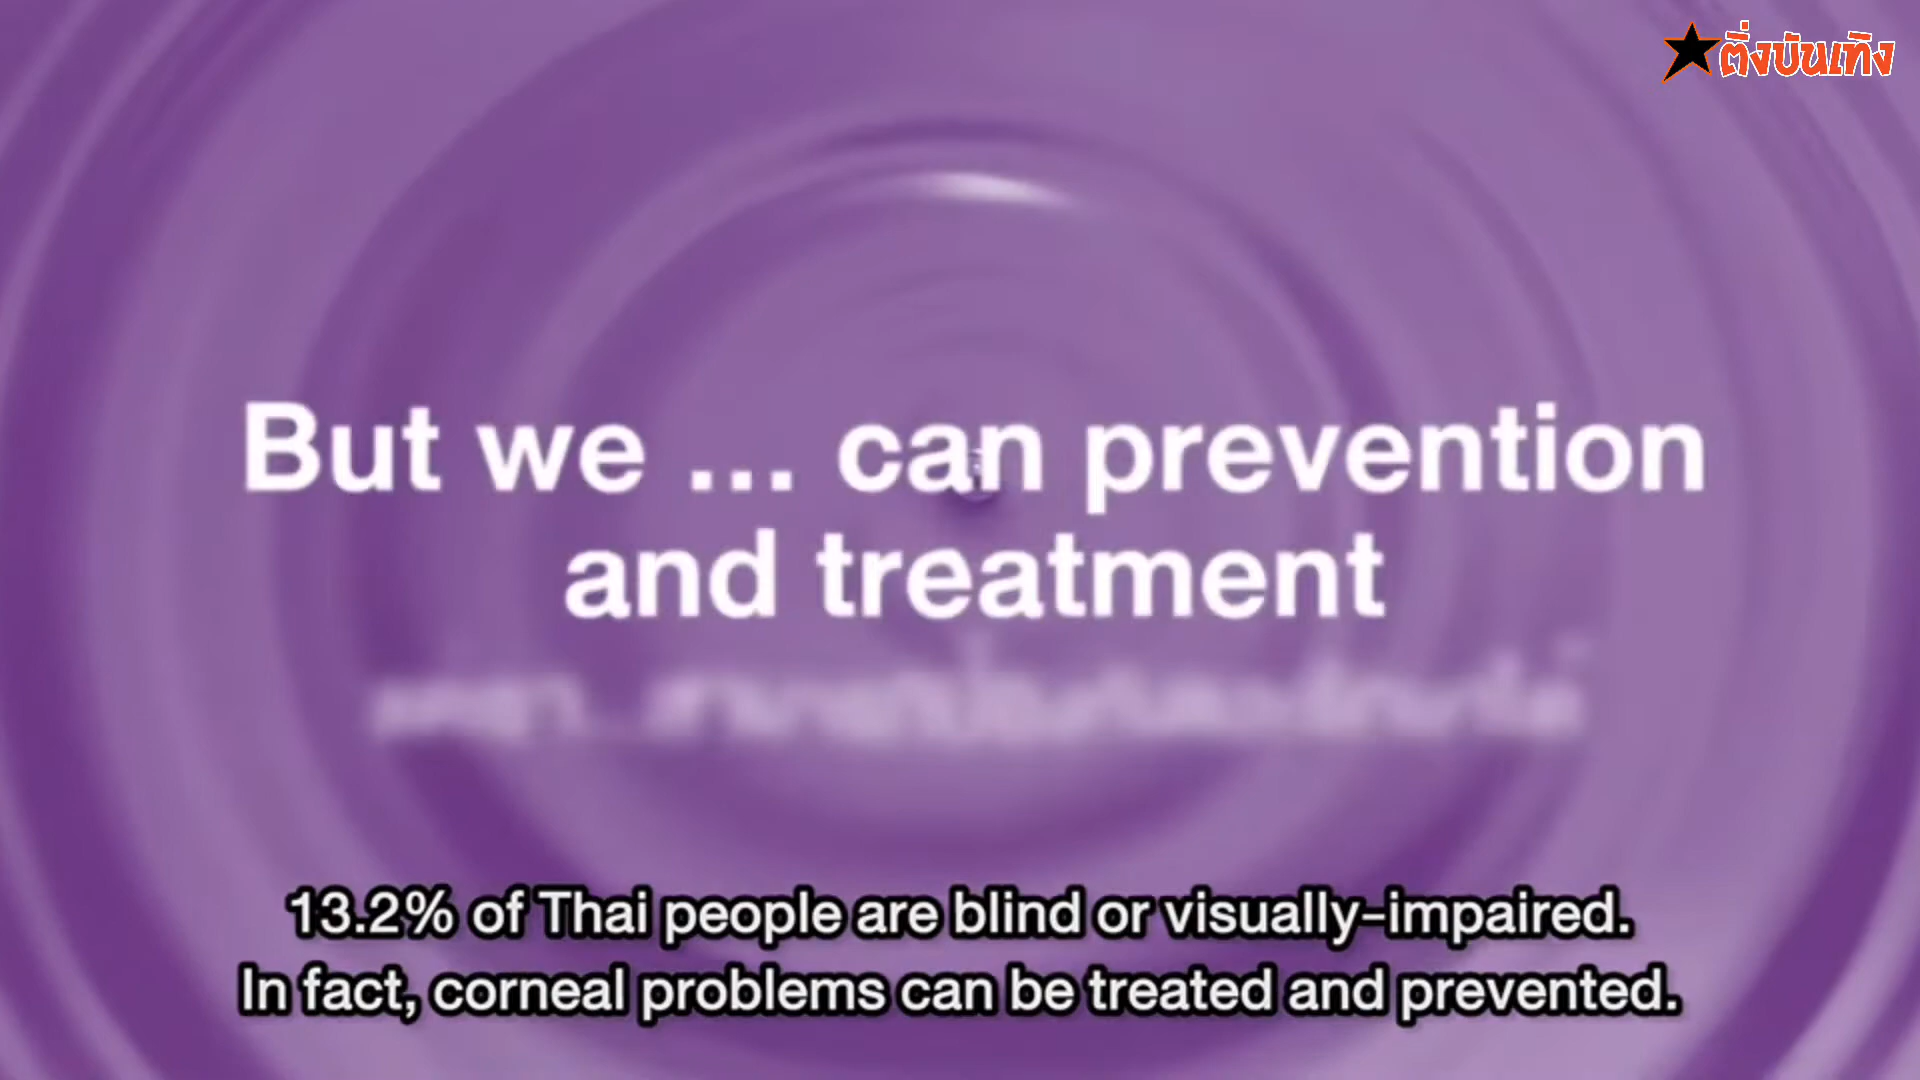 ติ่งบันเทิง
But we ... can prevention
and treatment
13.2% of Thai people are blind or visually-impaired.
In fact, corneal problems can be treated and prevented.